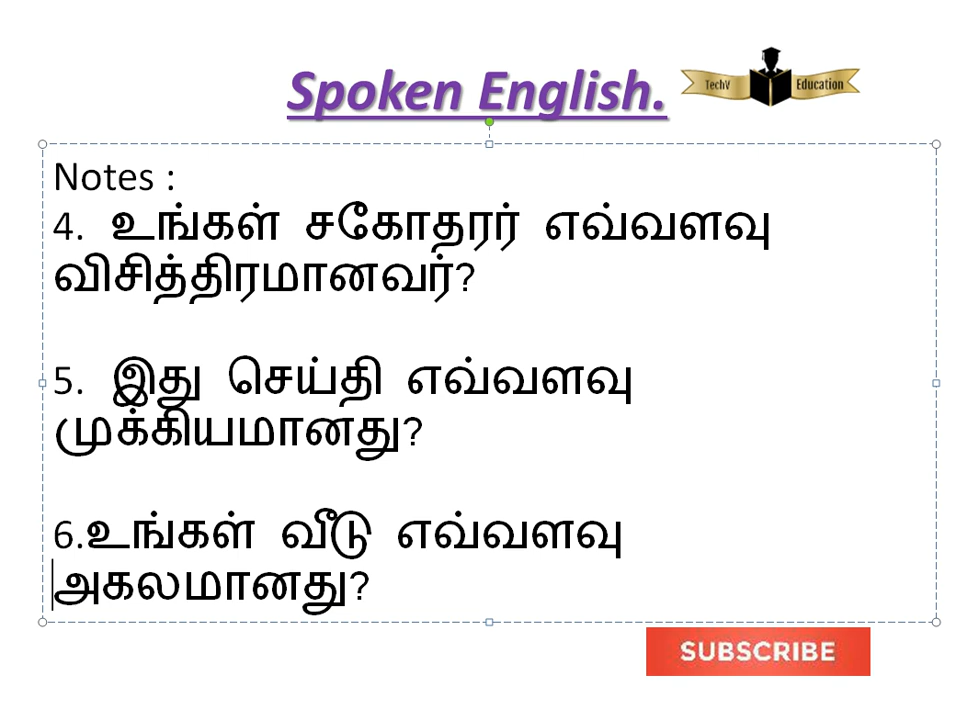 Spoken English.
TechV Education
Notes :
4. உங்கள் சகோதரர் எவ்வளவு
விசித்திரமானவர்?
5. இது செய்தி எவ்வளவு
முக்கியமானது?
6.உங்கள் வீடு எவ்வளவு
அகலமானது?
SUBSCRIBE